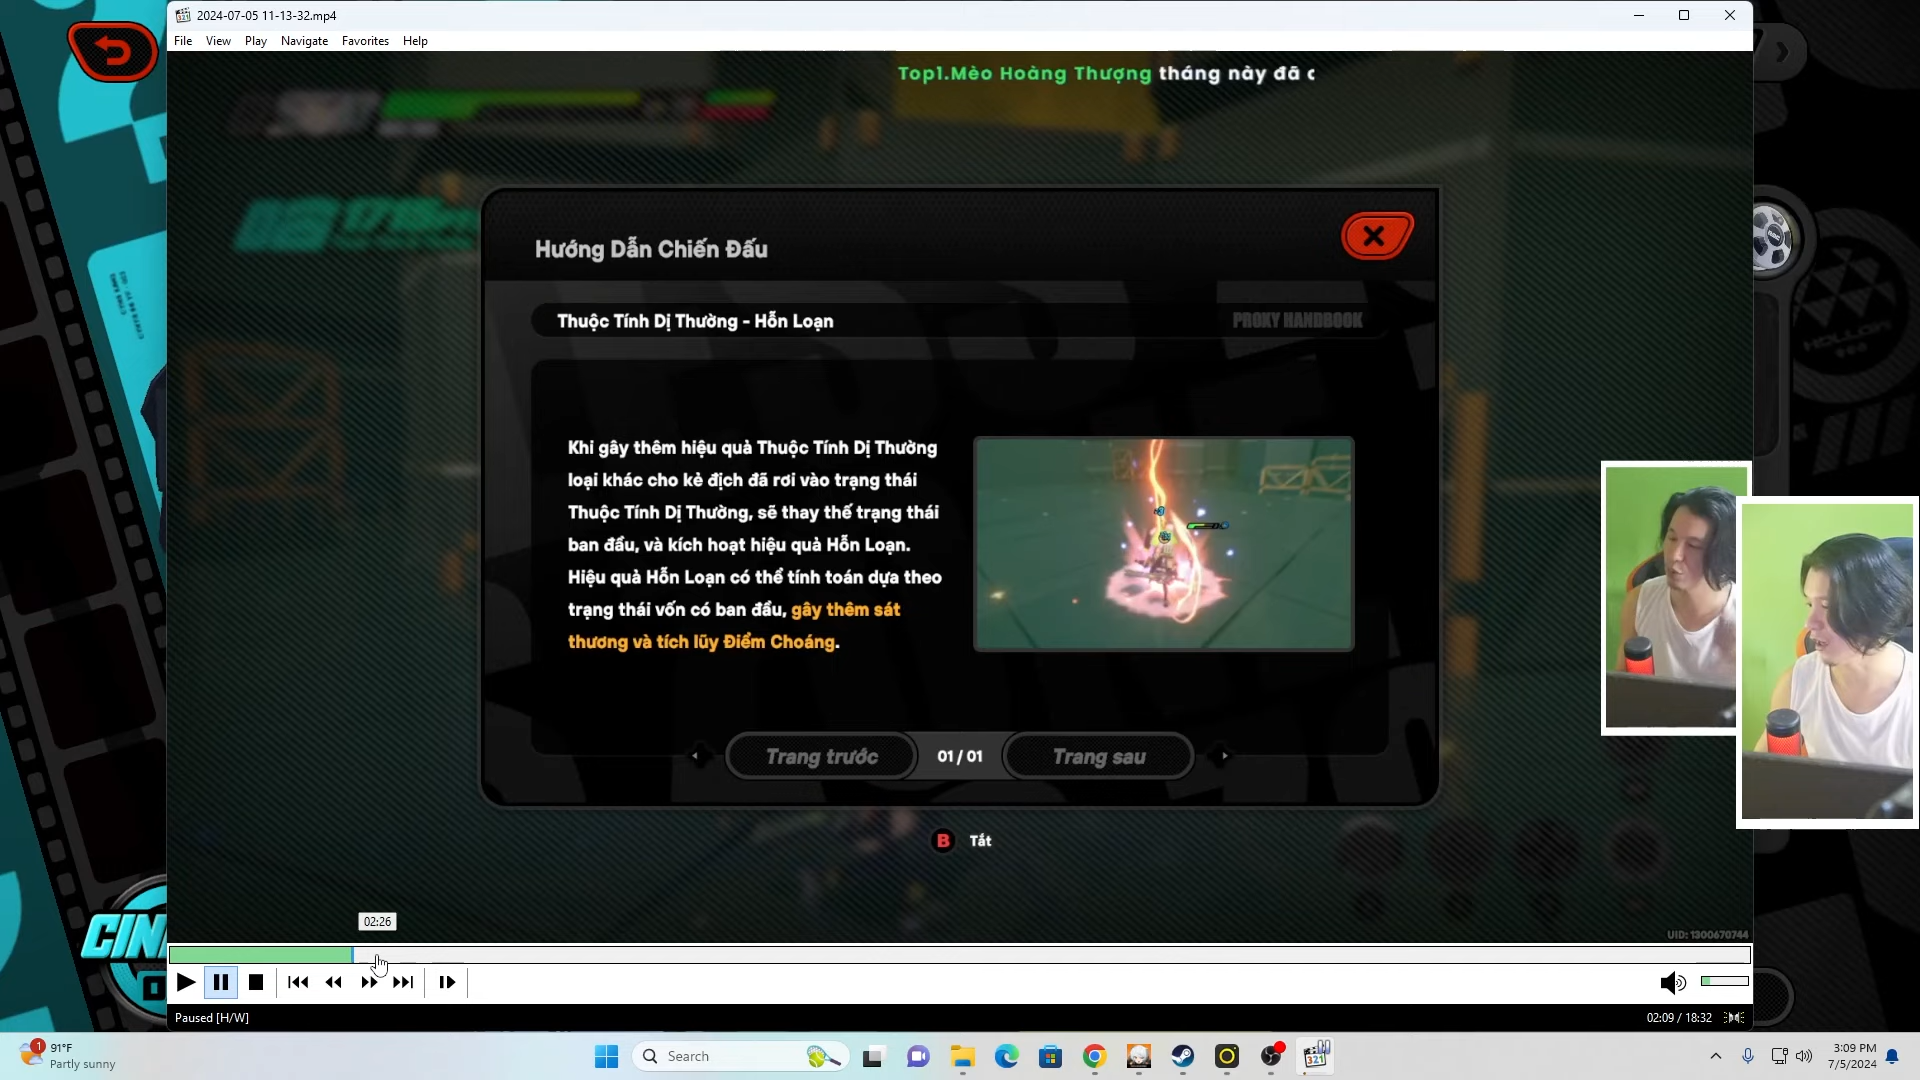 2024-07-05 11-13-32.mp4
File View Play Navigate Favorites Help
Top1.Mèo Hoàng Thượng tháng này đã
Hướng Dẫn Chiến Đấu
Thuộc Tính Dị Thường - Hỗn Loạn
PROXY HANDBOOK
Khi gây thêm hiệu quả Thuộc Tính Dị Thường
loại khác cho kẻ địch đã rơi vào trạng thái
Thuộc Tính Dị Thường, sẽ thay thế trạng thái
ban đầu, và kích hoạt hiệu quả Hỗn Loạn.
Hiệu quả Hỗn Loạn có thể tính toán dựa theo
trạng thái vốn có ban đầu, gây thêm sát
thương và tích lũy Điểm Choáng.
Trang trước 01 / 01 Trang sau
B Tắt
HOLLOW
CIN
02:26
UID: 1300670744
Paused [H/W]
02:09 / 18:32
1
91°F
Partly sunny
Search
321
3:09 PM
7/5/2024